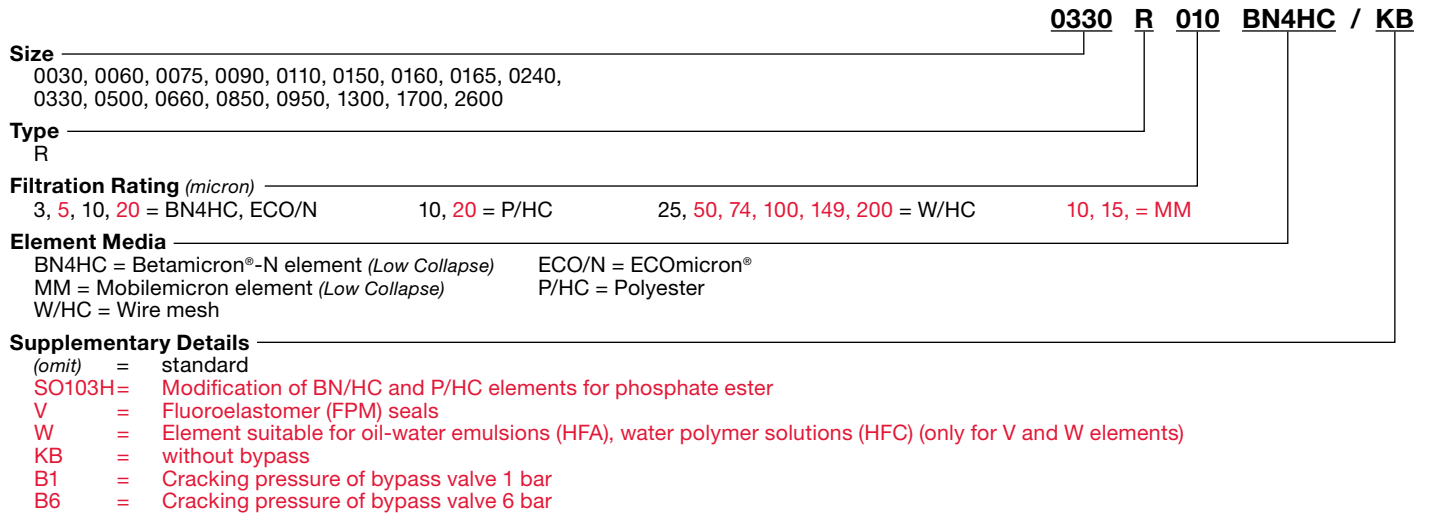 0330 R 010 BN4HC / KB
Size
0030, 0060, 0075, 0090, 0110, 0150, 0160, 0165, 0240,
0330, 0500, 0660, 0850, 0950, 1300, 1700, 2600
Type
R
Filtration Rating (micron)
3, 5, 10, 20 = BN4HC, ECO/N 10, 20 = P/HC 25, 50, 74, 100, 149, 200 = W/HC 10, 15, = MM
Element Media
BN4HC = Betamicron®-N element (Low Collapse) ECO/N = ECOmicron®
MM = Mobilemicron element (Low Collapse) P/HC = Polyester
W/HC = Wire mesh
Supplementary Details
(omit) = standard
SO103H= Modification of BN/HC and P/HC elements for phosphate ester
V = Fluoroelastomer (FPM) seals
W = Element suitable for oil-water emulsions (HFA), water polymer solutions (HFC) (only for V and W elements)
KB = without bypass
B1 = Cracking pressure of bypass valve 1 bar
B6 = Cracking pressure of bypass valve 6 bar